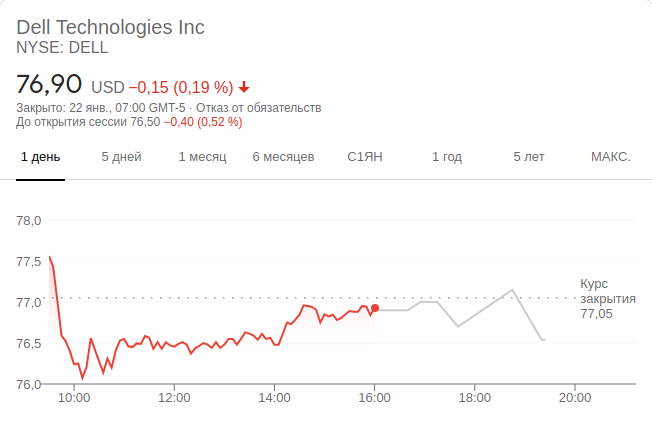 Dell Technologies Inc
NYSE: DELL
76,90 USD −0,15 (0,19 %)
Закрыто: 22 янв., 07:00 GMT-5 · Отказ от обязательств
До открытия сессии 76,50 −0,40 (0,52 %)
1 день 5 дней 1 месяц 6 месяцев С1ЯН 1 год 5 лет МАКС.
78,0
77,5
77,0
76,5
76,0
Курс
закрытия
77,05
10:00 12:00 14:00 16:00 18:00 20:00